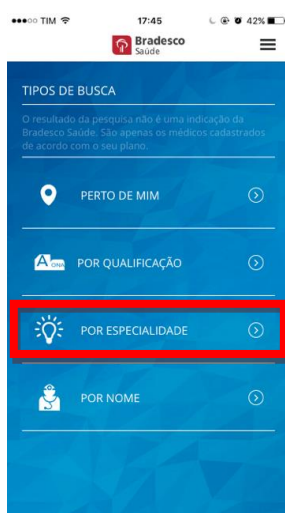 TIM 17:45 42%
Bradesco
Saúde
TIPOS DE BUSCA
O resultado da pesquisa não é uma indicação da
Bradesco Saúde. São apenas os médicos cadastrados
de acordo com o seu plano.
PERTO DE MIM
A ONA POR QUALIFICAÇÃO
POR ESPECIALIDADE
POR NOME